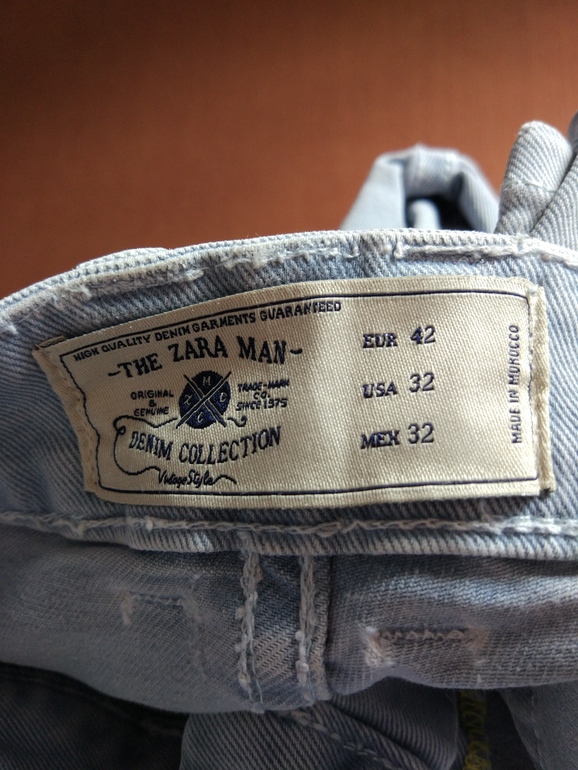 HIGH QUALITY DENIM GARMENTS GUARANTEED
-THE ZARA MAN-
ORIGINAL
&
GENUINE
M
Z C
C
TRADE-MARK
CO.
SINCE 1975
DENIM COLLECTION
Vintage Style
EUR 42
USA 32
MEX 32
MADE IN MOROCCO